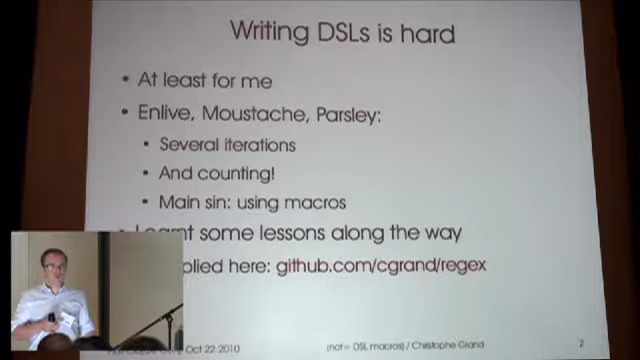 Writing DSLs is hard
• At least for me
• Enlive, Moustache, Parsley:
• Several iterations
• And counting!
• Main sin: using macros
some lessons along the way
here: github.com/cgrand/regex
Oct 22 2010
(not= DSL macros) / Christophe Grand
2